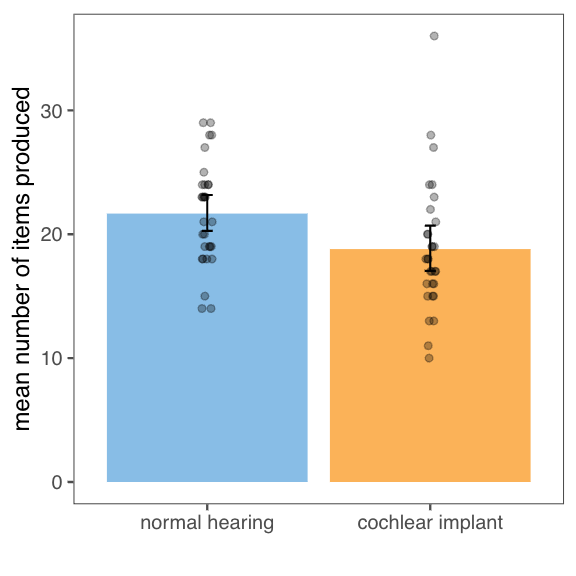 mean number of items produced
30
20
10
0
normal hearing
cochlear implant